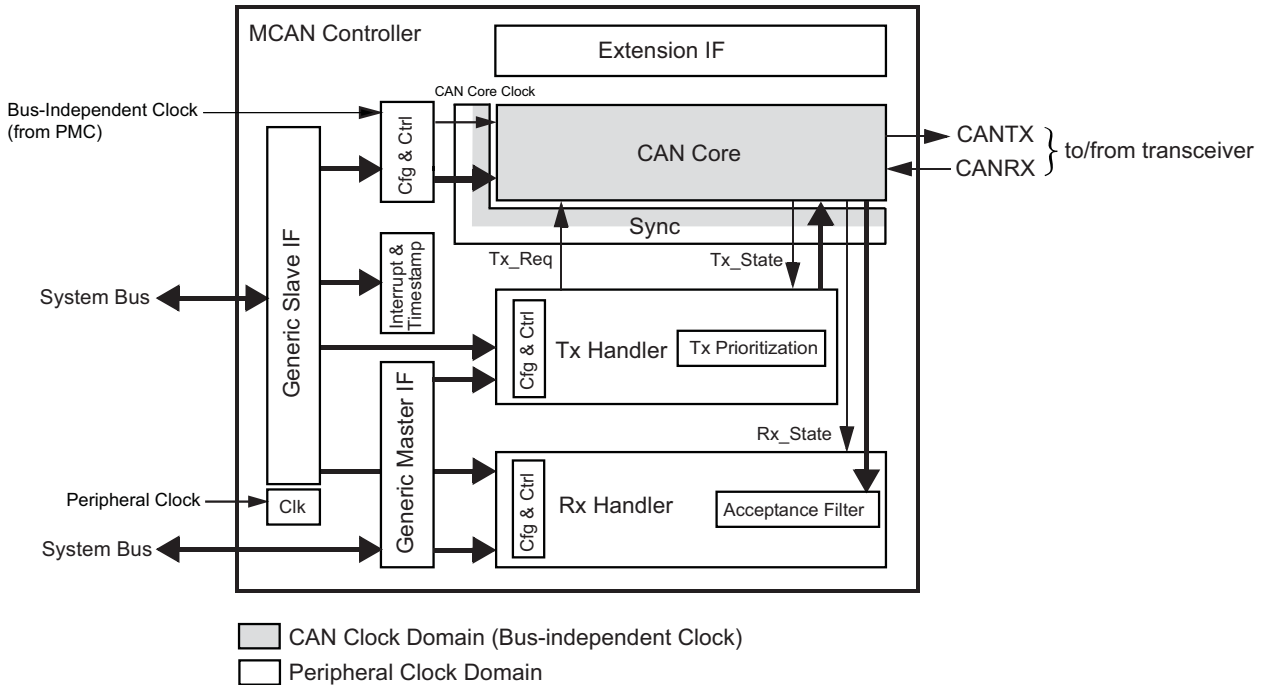 MCAN Controller
Extension IF
Bus-Independent Clock
(from PMC)
CAN Core Clock
Cfg & Ctrl
CAN Core
CANTX
CANRX
to/from transceiver
Sync
Tx_Req
Tx_State
System Bus
Generic Slave IF
Interrupt &
Timestamp
Cfg & Ctrl
Tx Handler
Tx Prioritization
Generic Master IF
Rx_State
Peripheral Clock
Clk
Cfg & Ctrl
Rx Handler
Acceptance Filter
System Bus
CAN Clock Domain (Bus-independent Clock)
Peripheral Clock Domain